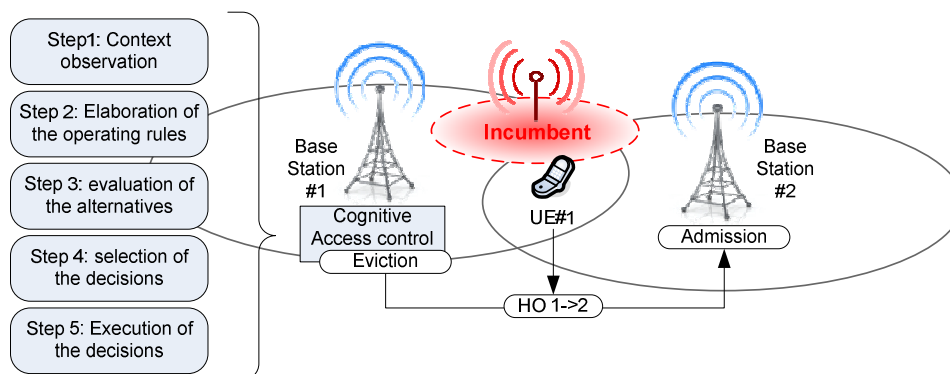 Step1: Context
observation
Step 2: Elaboration of
the operating rules
Step 3: evaluation of
the alternatives
Step 4: selection of
the decisions
Step 5: Execution of
the decisions
Base
Station
#1
Cognitive
Access control
Eviction
Incumbent
UE#1
HO 1->2
Base
Station
#2
Admission